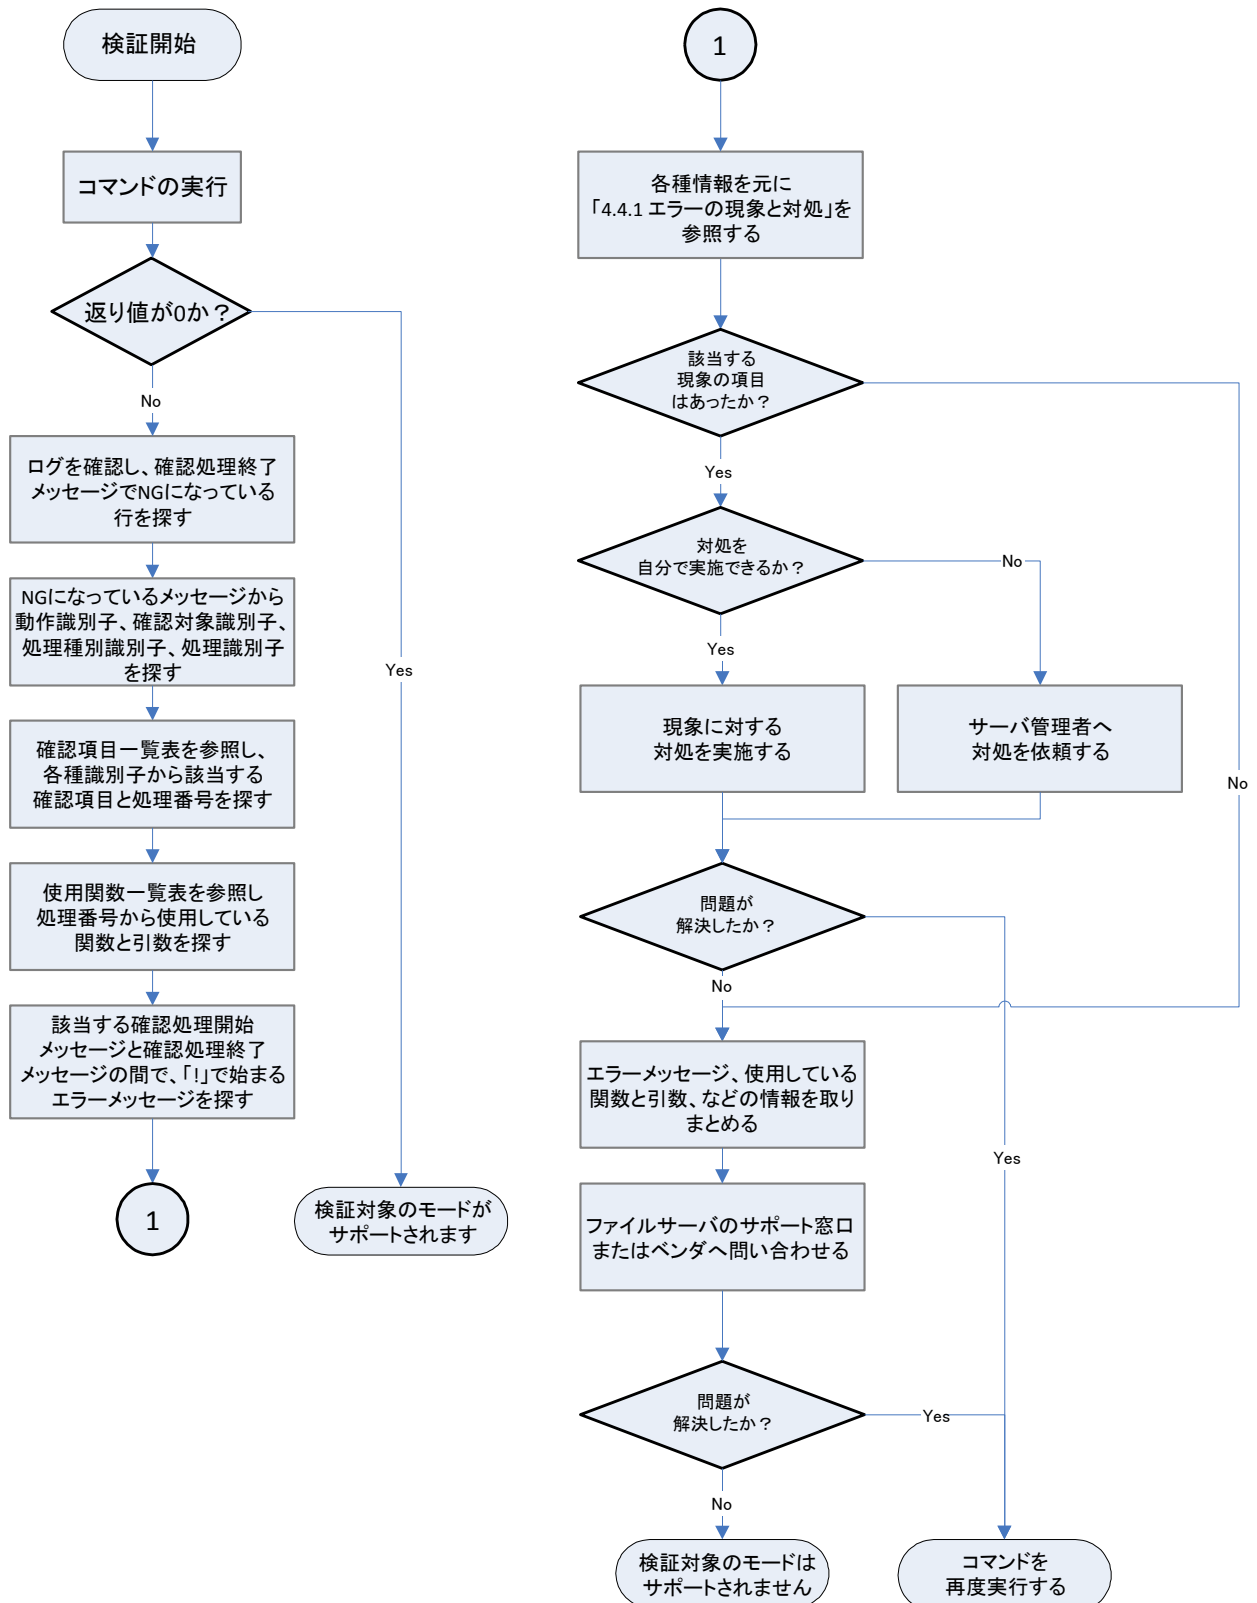 検証開始
コマンドの実行
返り値が0か？
No
Yes
ログを確認し、確認処理終了
メッセージでNGになっている
行を探す
NGになっているメッセージから
動作識別子、確認対象識別子、
処理種別識別子、処理識別子
を探す
確認項目一覧表を参照し、
各種識別子から該当する
確認項目と処理番号を探す
使用関数一覧表を参照し
処理番号から使用している
関数と引数を探す
該当する確認処理開始
メッセージと確認処理終了
メッセージの間で、「！」で始まる
エラーメッセージを探す
1
検証対象のモードが
サポートされます
1
各種情報を元に
「4.4.1 エラーの現象と対処」を
参照する
該当する
現象の項目
はあったか？
Yes
No
対処を
自分で実施できるか？
No
Yes
現象に対する
対処を実施する
サーバ管理者へ
対処を依頼する
問題が
解決したか？
No
Yes
エラーメッセージ、使用している
関数と引数、などの情報を取り
まとめる
ファイルサーバのサポート窓口
またはベンダへ問い合わせる
問題が
解決したか？
Yes
No
検証対象のモードは
サポートされません
コマンドを
再度実行する